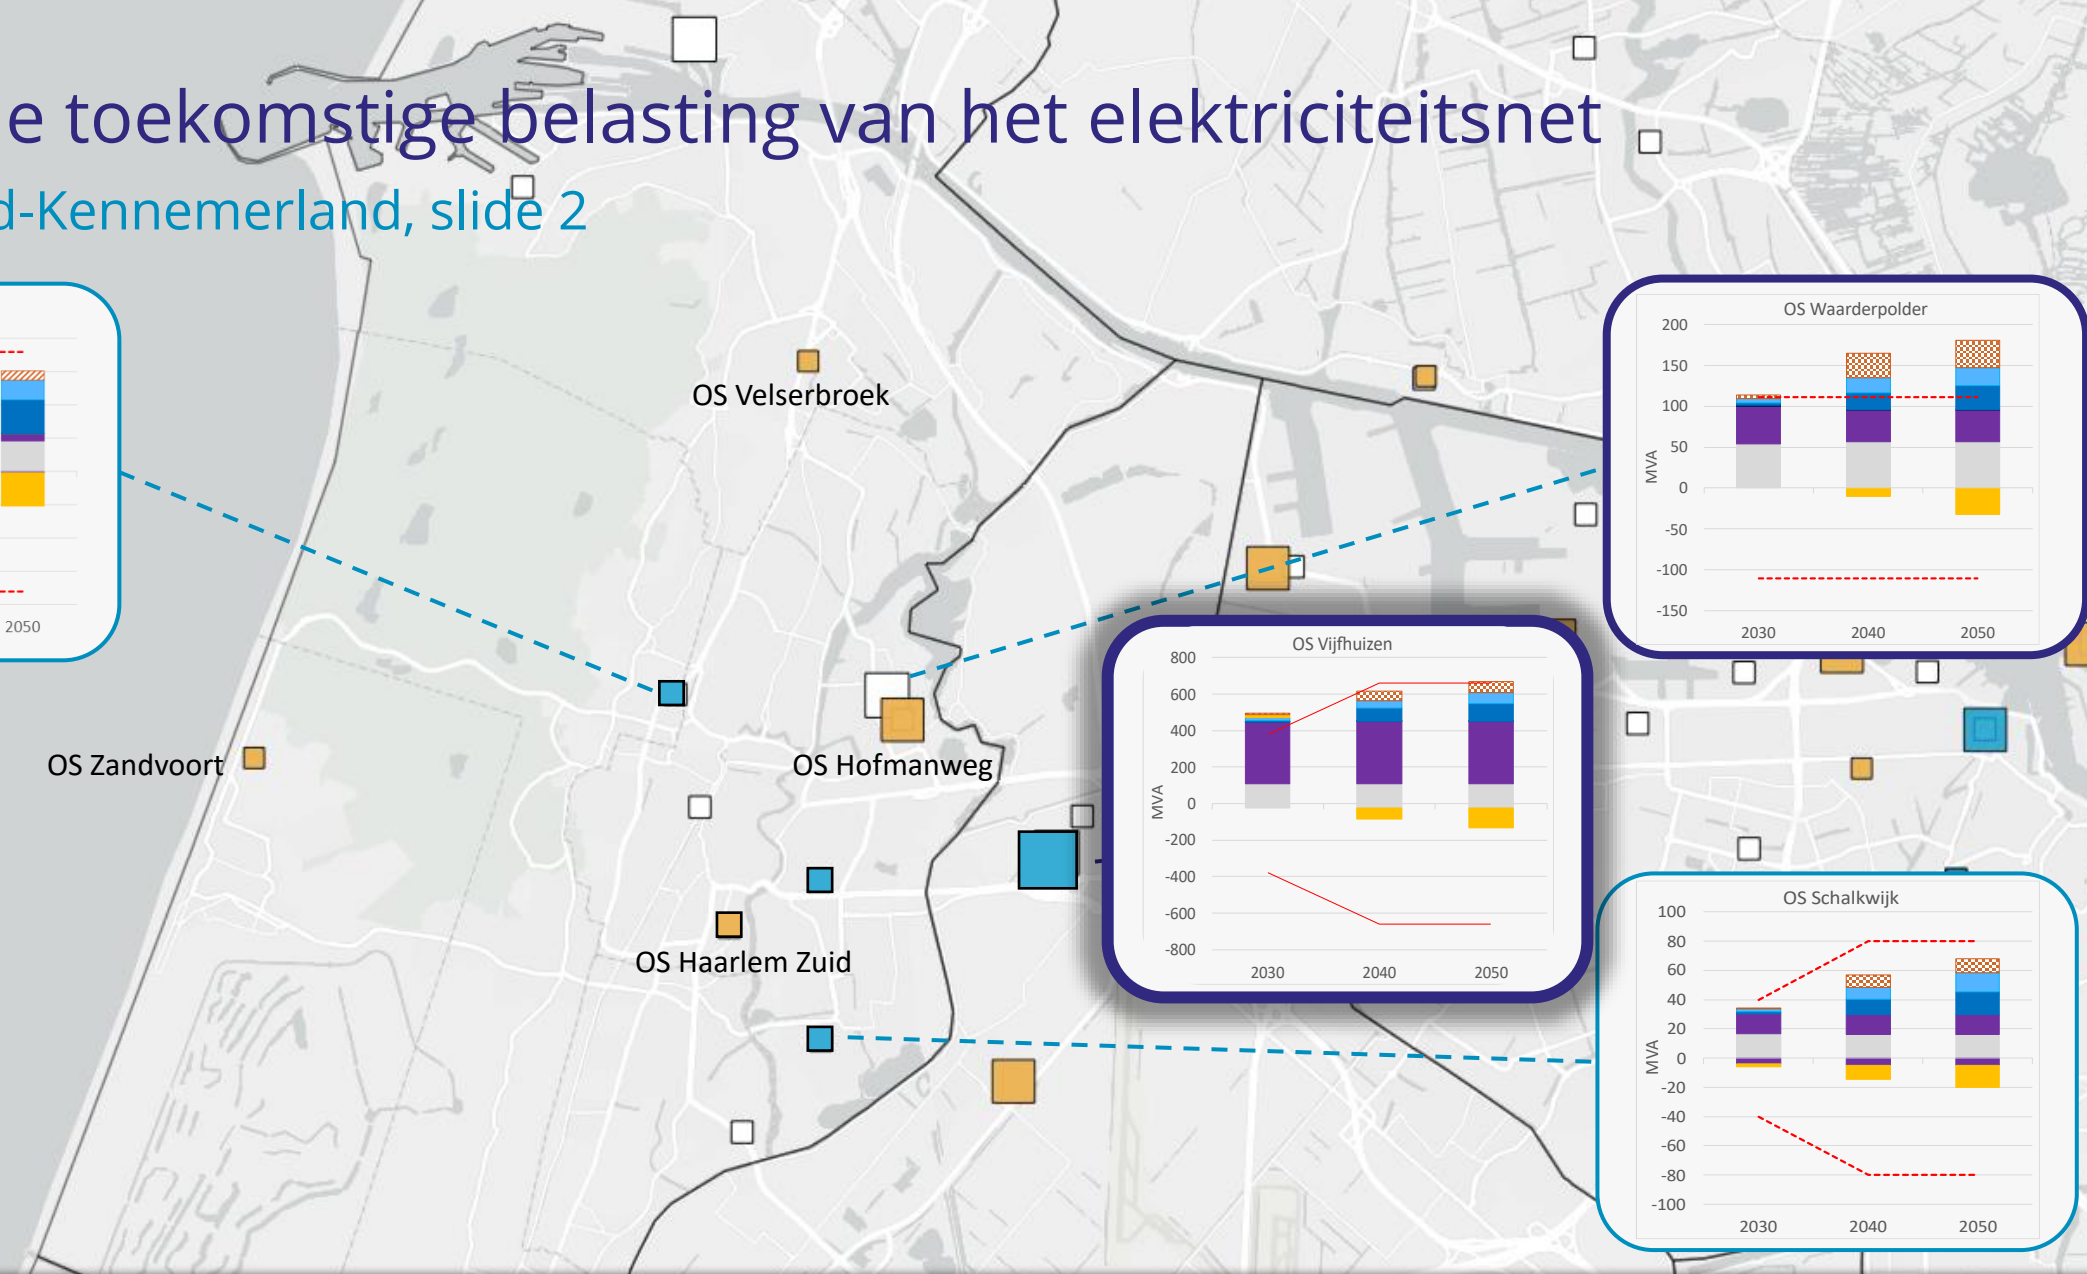 e toekomstige belasting van het elektriciteitsnet
d-Kennemerland, slide 2
2050
OS Velserbroek
OS Zandvoort
OS Hofmanweg
OS Haarlem Zuid
OS Waarderpolder
200
150
100
50
0
-50
-100
-150
MVA
2030 2040 2050
OS Vijfhuizen
800
600
400
200
0
-200
-400
-600
-800
MVA
2030 2040 2050
OS Schalkwijk
100
80
60
40
20
0
-20
-40
-60
-80
-100
MVA
2030 2040 2050